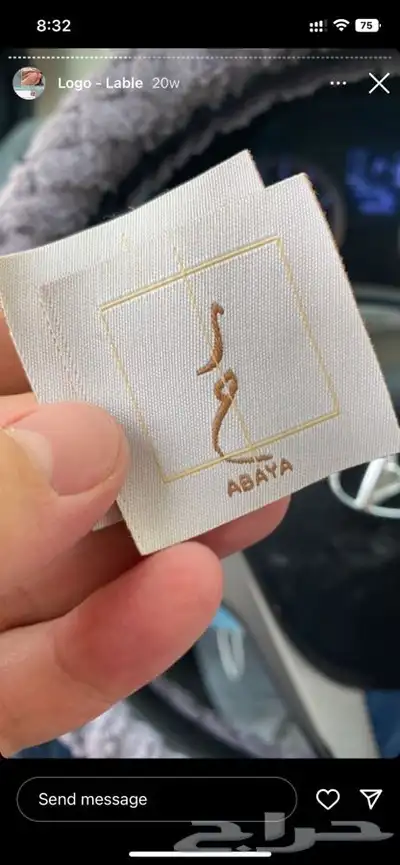 8:32
75
Logo - Lable 20w
ABAYA
Send message
حراج